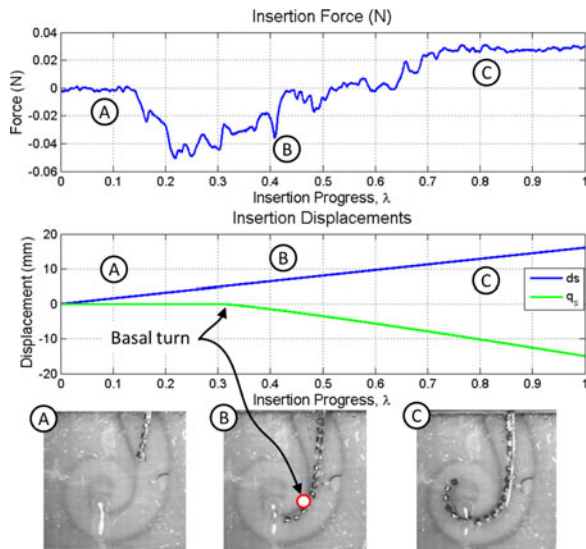 Insertion Force (N)
Force (N)
0.04
0.02
0
-0.02
-0.04
-0.06
A
B
C
0 0.1 0.2 0.3 0.4 0.5 0.6 0.7 0.8 0.9 1
Insertion Progress, λ
Insertion Displacements
Displacement (mm)
20
10
0
-10
-20
A
B
C
ds
qs
Basal turn
0 0.1 0.2 0.3 0.4 0.5 0.6 0.7 0.8 0.9 1
Insertion Progress, λ
A
B
C